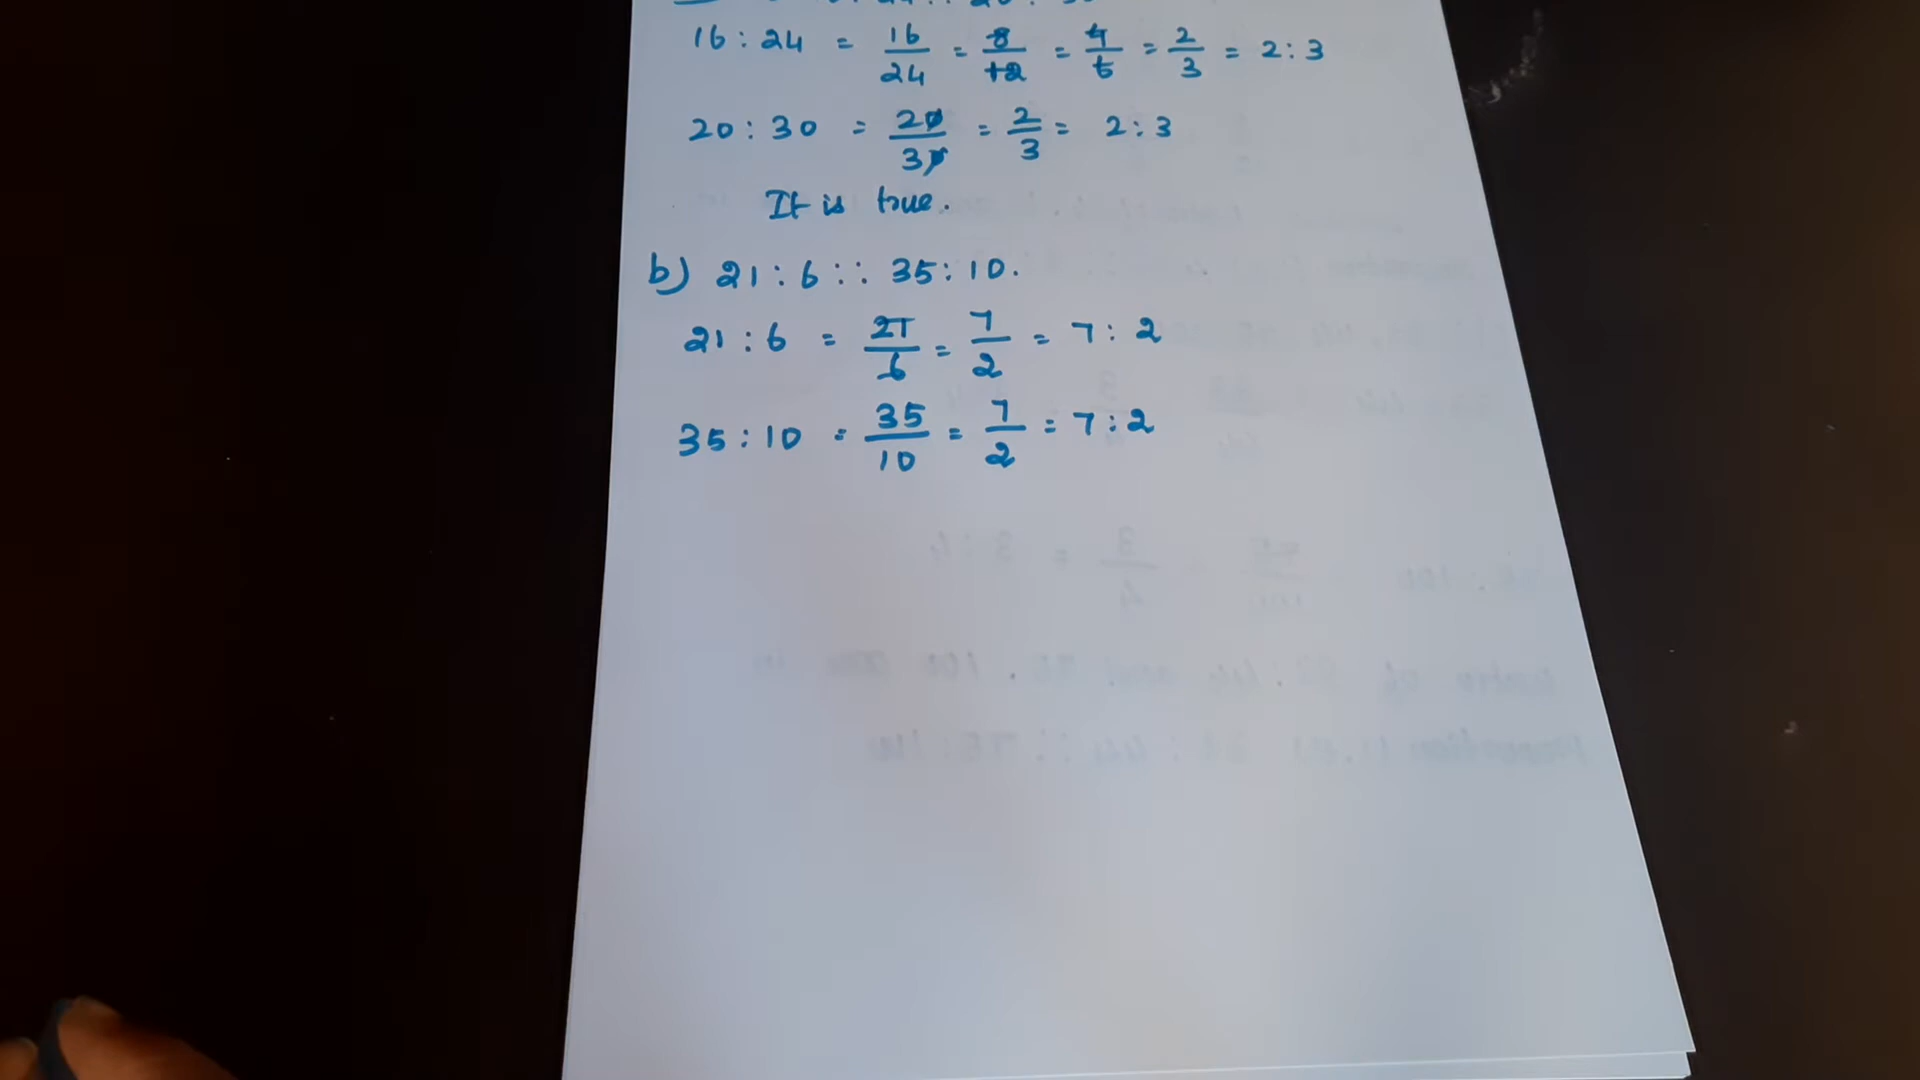 16 : 24 = 16/24 = 8/12 = 4/6 = 2/3 = 2 : 3
20 : 30 = 20/30 = 2/3 = 2 : 3
It is true.
b) 21 : 6 :: 35 : 10.
21 : 6 = 21/6 = 7/2 = 7 : 2
35 : 10 = 35/10 = 7/2 = 7 : 2